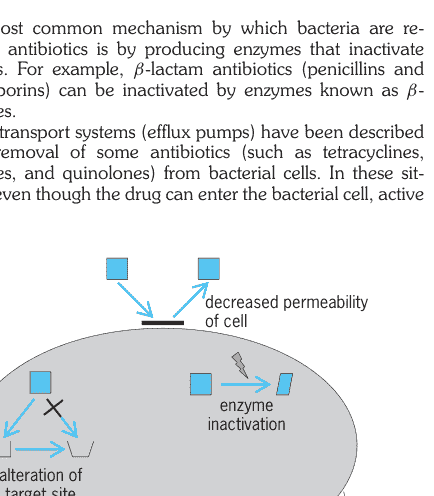 ost common mechanism by which bacteria are re-
antibiotics is by producing enzymes that inactivate
s. For example, β-lactam antibiotics (penicillins and
porins) can be inactivated by enzymes known as β-
es.
transport systems (efflux pumps) have been described
removal of some antibiotics (such as tetracyclines,
es, and quinolones) from bacterial cells. In these sit-
even though the drug can enter the bacterial cell, active
decreased permeability
of cell
enzyme
inactivation
alteration of
target site